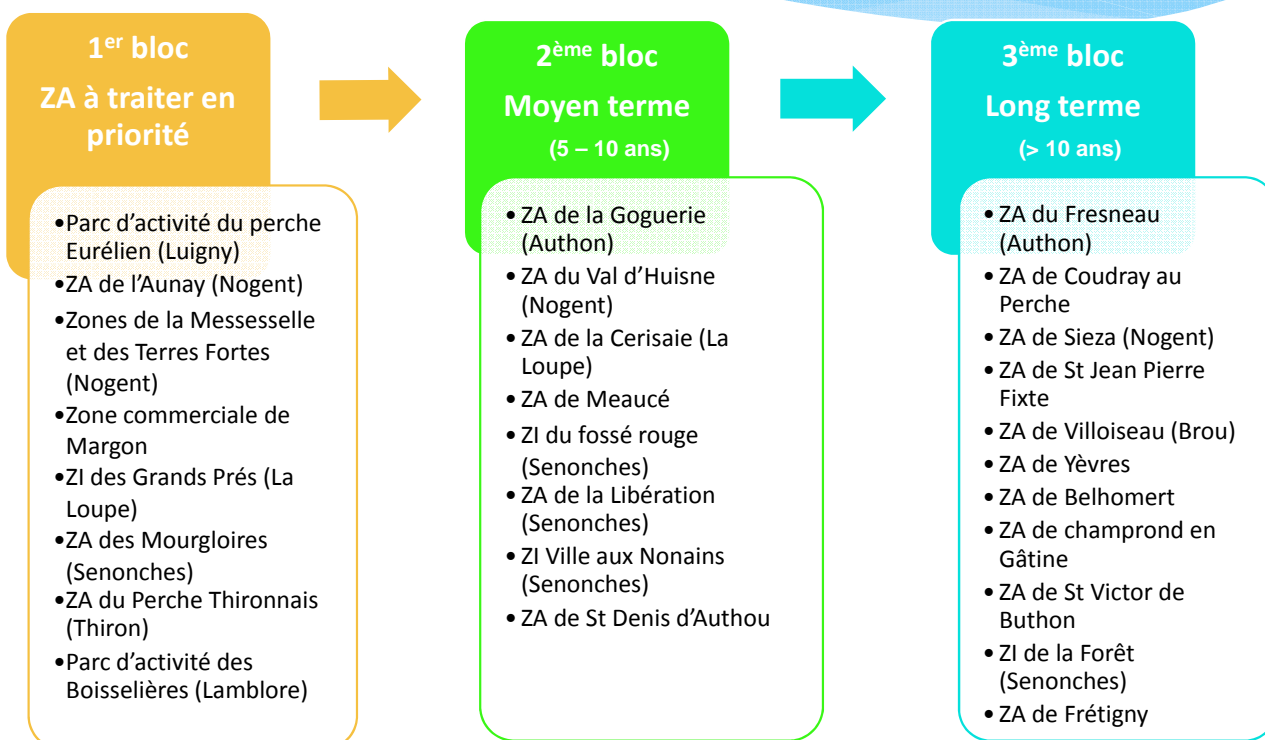 1er bloc
ZA à traiter en
priorité
•Parc d'activité du perche
Eurélien (Luigny)
•ZA de l'Aunay (Nogent)
•Zones de la Messesselle
et des Terres Fortes
(Nogent)
•Zone commerciale de
Margon
•ZI des Grands Prés (La
Loupe)
•ZA des Mourgloires
(Senonches)
•ZA du Perche Thironnais
(Thiron)
•Parc d'activité des
Boisselières (Lamblore)
2ème bloc
Moyen terme
(5 – 10 ans)
• ZA de la Goguerie
(Authon)
• ZA du Val d'Huisne
(Nogent)
• ZA de la Cerisaie (La
Loupe)
• ZA de Meaucé
• ZI du fossé rouge
(Senonches)
• ZA de la Libération
(Senonches)
• ZI Ville aux Nonains
(Senonches)
• ZA de St Denis d'Authou
3ème bloc
Long terme
(> 10 ans)
• ZA du Fresneau
(Authon)
• ZA de Coudray au
Perche
• ZA de Sieza (Nogent)
• ZA de St Jean Pierre
Fixte
• ZA de Villoiseau (Brou)
• ZA de Yèvres
• ZA de Belhomert
• ZA de champrond en
Gâtine
• ZA de St Victor de
Buthon
• ZI de la Forêt
(Senonches)
• ZA de Frétigny